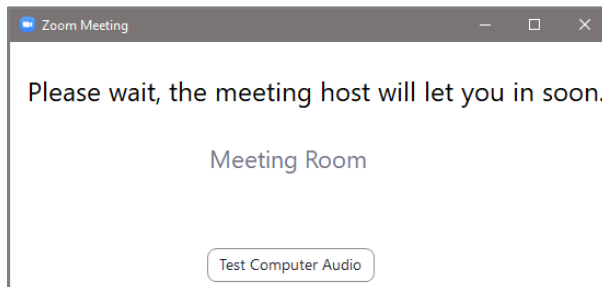 Zoom Meeting
Please wait, the meeting host will let you in soon.
Meeting Room
Test Computer Audio